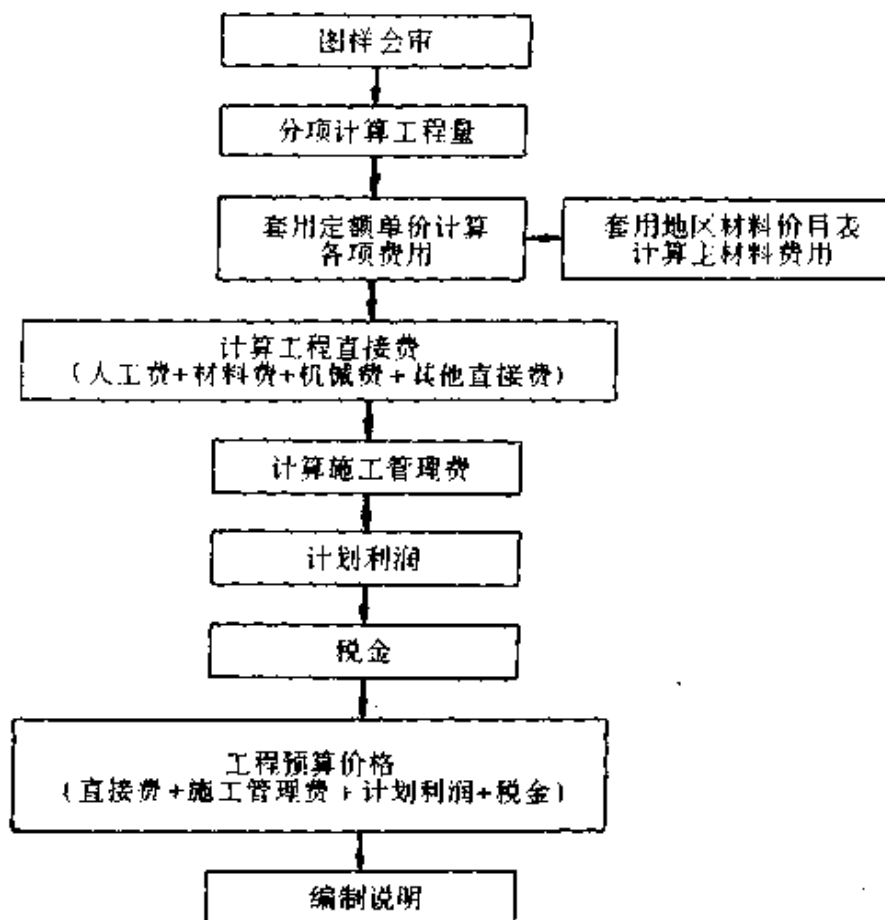 图样会审
分项计算工程量
套用定额单价计算
各项费用
套用地区材料价目表
计算主材料费用
计算工程直接费
(人工费+材料费+机械费+其他直接费)
计算施工管理费
计划利润
税金
工程预算价格
(直接费+施工管理费+计划利润+税金)
编制说明